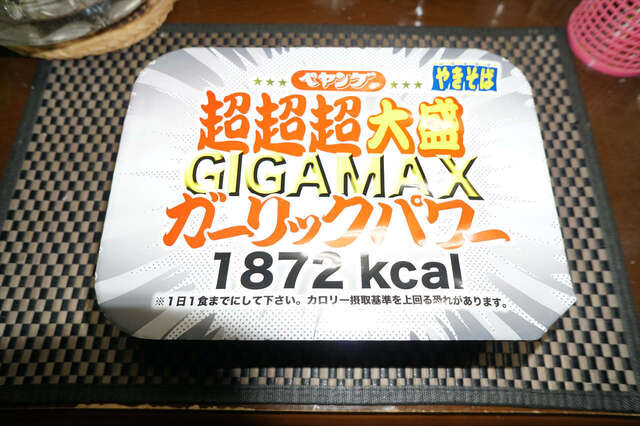 ペヤング
やきそば
超超超大盛
GIGAMAX
ガーリックパワー
1872 kcal
※1日1食までにして下さい。カロリー摂取基準を上回る恐れがあります。